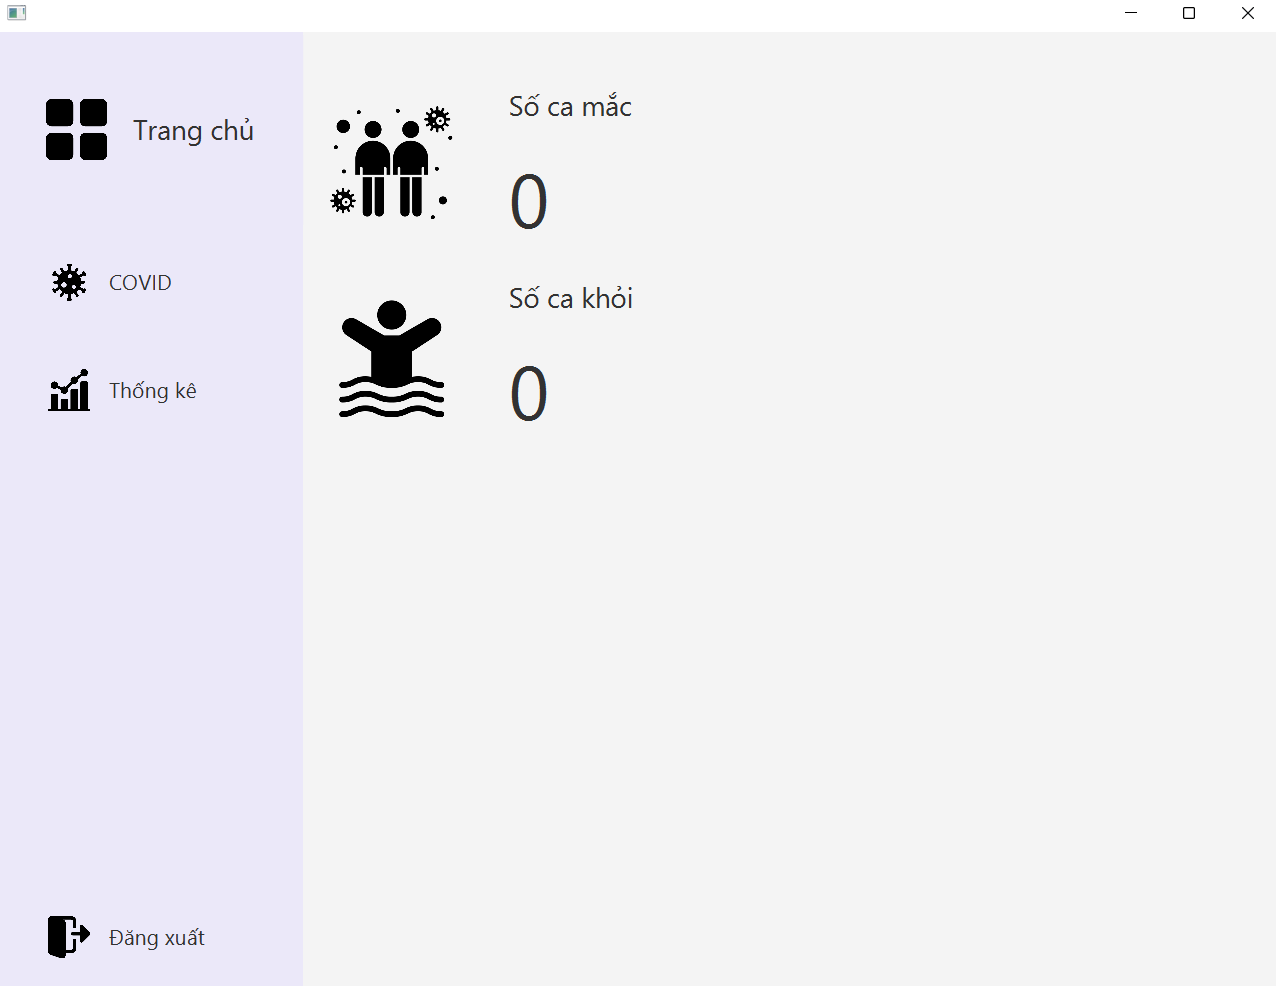 Trang chủ
COVID
Thống kê
Đăng xuất
Số ca mắc
0
Số ca khỏi
0